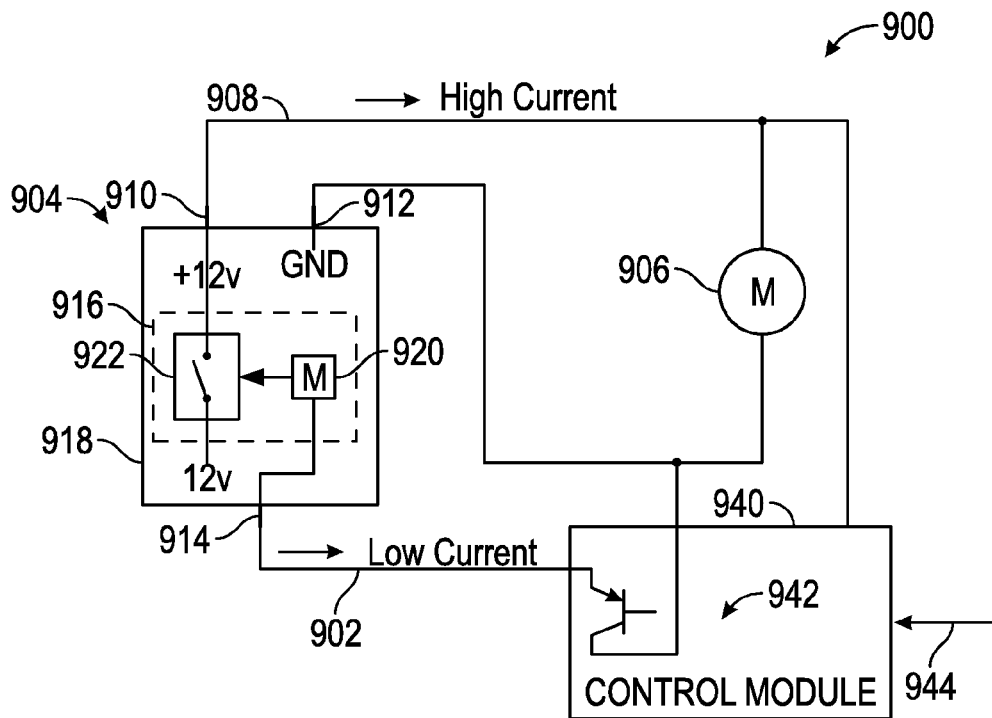 900
908
High Current
904
910
912
+12v
GND
906
M
916
922
M
920
918
12v
914
940
Low Current
942
902
944
CONTROL MODULE